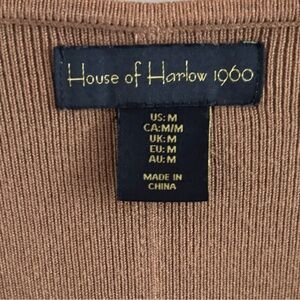 House of Harlow 1960
US: M
CA: M/M
UK: M
EU: M
AU: M
MADE IN
CHINA